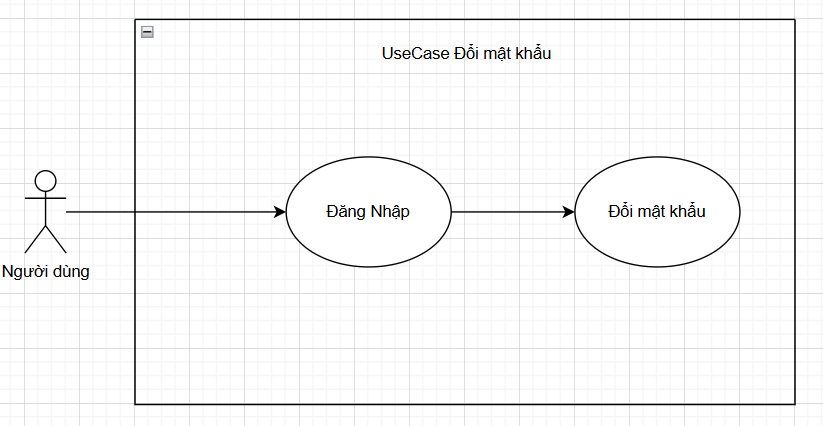 UseCase Đổi mật khẩu
Đăng Nhập
Đổi mật khẩu
Người dùng